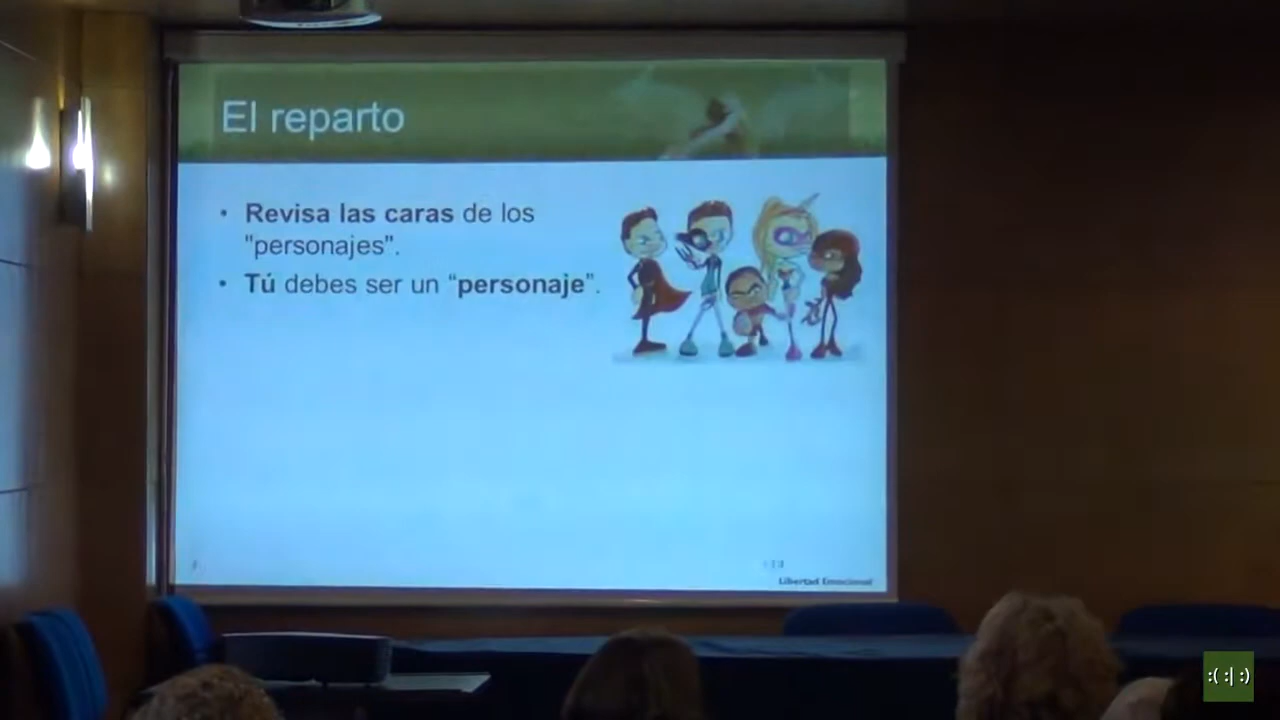 El reparto
• Revisa las caras de los
"personajes".
• Tú debes ser un “personaje”.
Libertad Emocional
:( :| :)